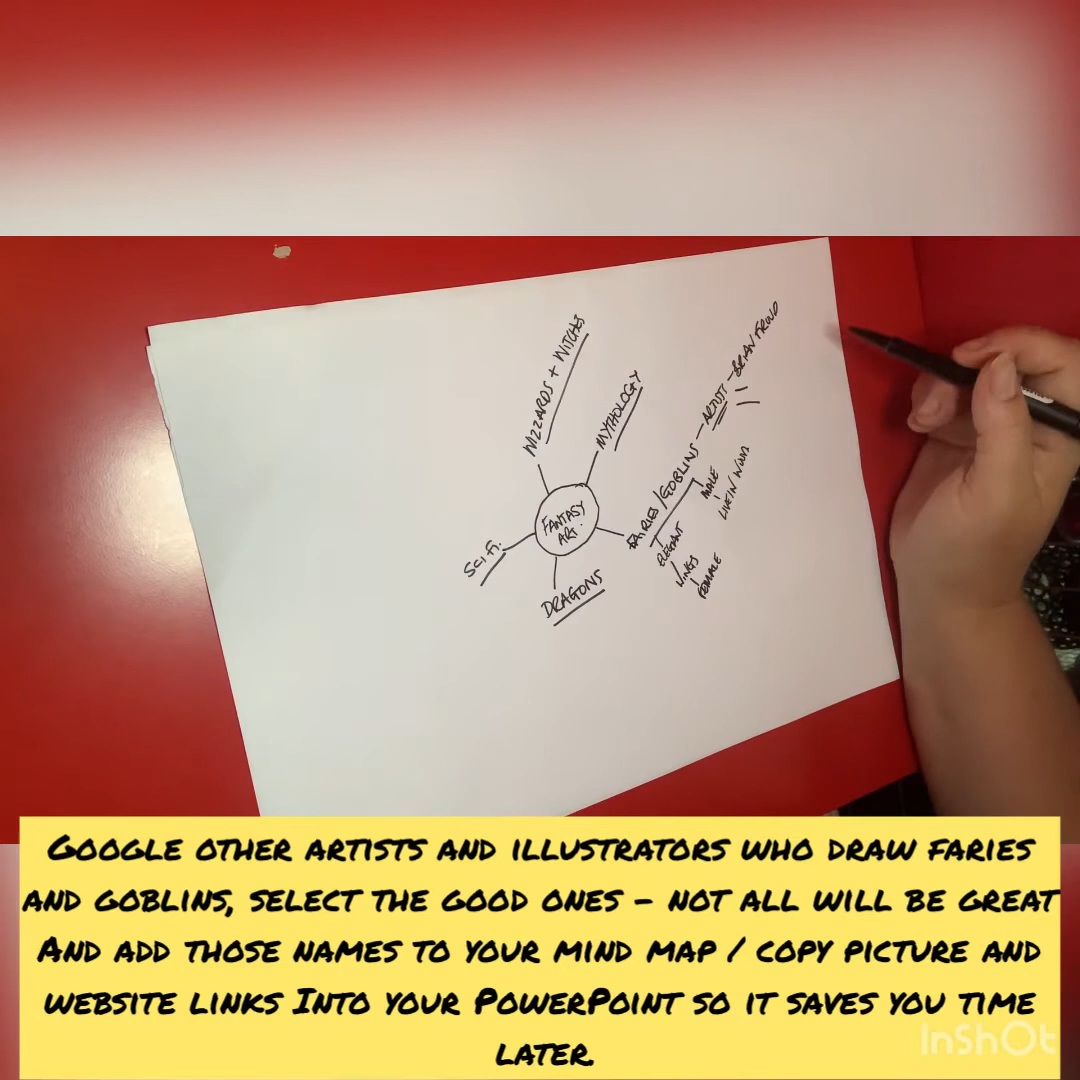 WIZZARDS + WITCHES
MYTHOLOGY
FAIRIES/GOBLINS — ARTIST — BRIAN FROUD
MALE
LIVE IN WOOD
ELEGANT
WINGS
FEMALE
FANTASY
ART.
SCI FI.
DRAGONS
Google other artists and illustrators who draw faries
and goblins, select the good ones - not all will be great
And add those names to your mind map / copy picture and
website links Into your PowerPoint so it saves you time
later.
InShOt